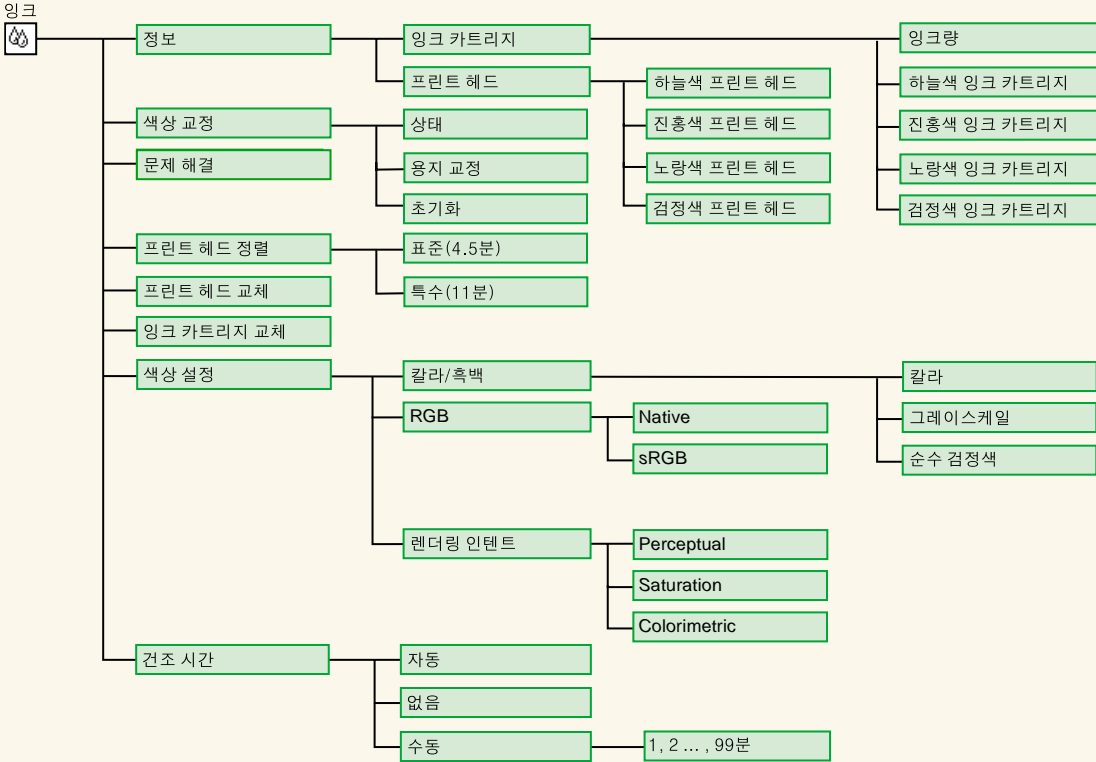 잉크
정보
잉크 카트리지
잉크량
프린트 헤드
하늘색 프린트 헤드
하늘색 잉크 카트리지
색상 교정
상태
진홍색 프린트 헤드
진홍색 잉크 카트리지
문제 해결
용지 교정
노랑색 프린트 헤드
노랑색 잉크 카트리지
초기화
검정색 프린트 헤드
검정색 잉크 카트리지
프린트 헤드 정렬
표준(4.5분)
프린트 헤드 교체
특수(11분)
잉크 카트리지 교체
색상 설정
칼라/흑백
칼라
RGB
Native
그레이스케일
sRGB
순수 검정색
렌더링 인텐트
Perceptual
Saturation
Colorimetric
건조 시간
자동
없음
수동
1, 2 ... , 99분